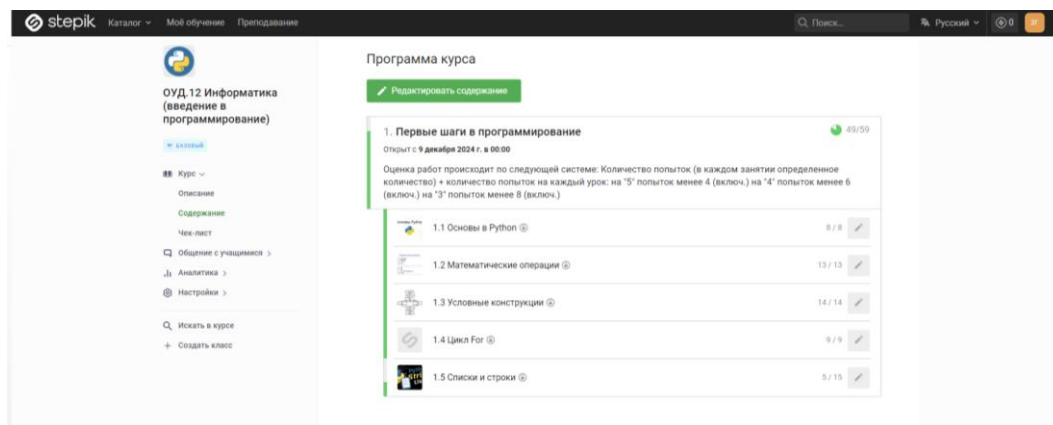 stepik Каталог Моё обучение Преподавание Поиск... Русский 0
ОУД.12 Информатика
(введение в
программирование)
базовый
Курс
Описание
Содержание
Чек-лист
Общение с учащимися
Аналитика
Настройки
Искать в курсе
+ Создать класс
Программа курса
Редактировать содержание
1. Первые шаги в программирование 49/59
Открыт с 9 декабря 2024 г. в 00:00
Оценка работ происходит по следующей системе: Количество попыток (в каждом занятии определенное
количество) + количество попыток на каждый урок: на "5" попыток менее 4 (включ.) на "4" попыток менее 6
(включ.) на "3" попыток менее 8 (включ.)
1.1 Основы в Python 8 / 8
1.2 Математические операции 13 / 13
1.3 Условные конструкции 14 / 14
1.4 Цикл For 9 / 9
1.5 Списки и строки 5 / 15